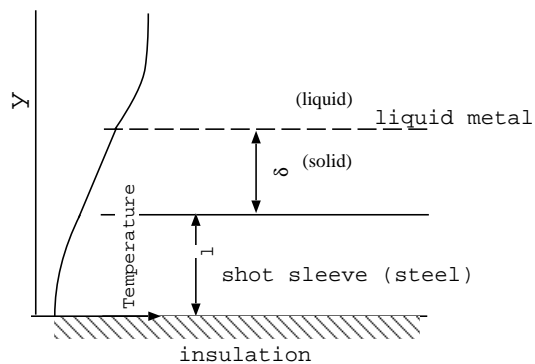 Y
(liquid)
liquid metal
δ
(solid)
Temperature
l
shot sleeve (steel)
insulation